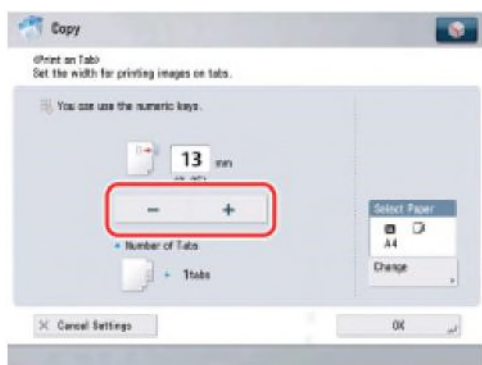 Copy
<Print on Tab>
Set the width for printing images on tabs.
You can use the numeric keys.
13 mm
- +
Number of Tabs
1tabs
Select Paper
A4
Change
Cancel Settings
OK